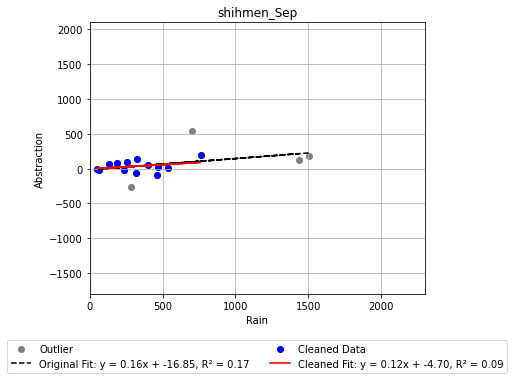 shihmen_Sep
2000
1500
1000
500
0
−500
−1000
−1500
Abstraction
0 500 1000 1500 2000
Rain
Outlier Cleaned Data
Original Fit: y = 0.16x + -16.85, R² = 0.17 Cleaned Fit: y = 0.12x + -4.70, R² = 0.09